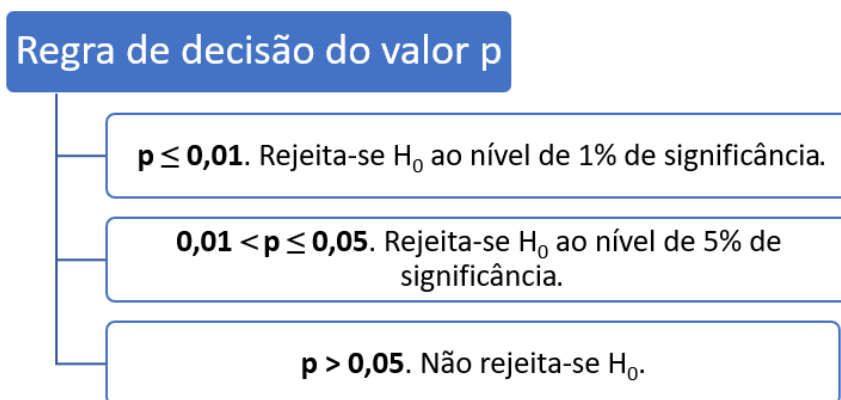 Regra de decisão do valor p
p ≤ 0,01. Rejeita-se H₀ ao nível de 1% de significância.
0,01 < p ≤ 0,05. Rejeita-se H₀ ao nível de 5% de
significância.
p > 0,05. Não rejeita-se H₀.